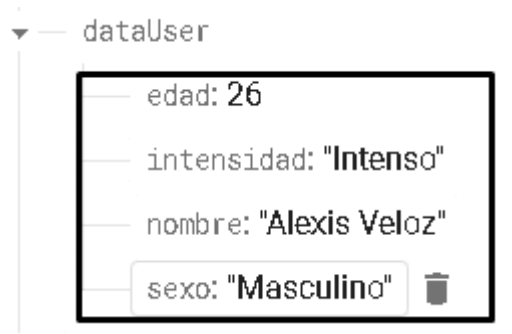 dataUser
edad: 26
intensidad: "Intenso"
nombre: "Alexis Veloz"
sexo: "Masculino"